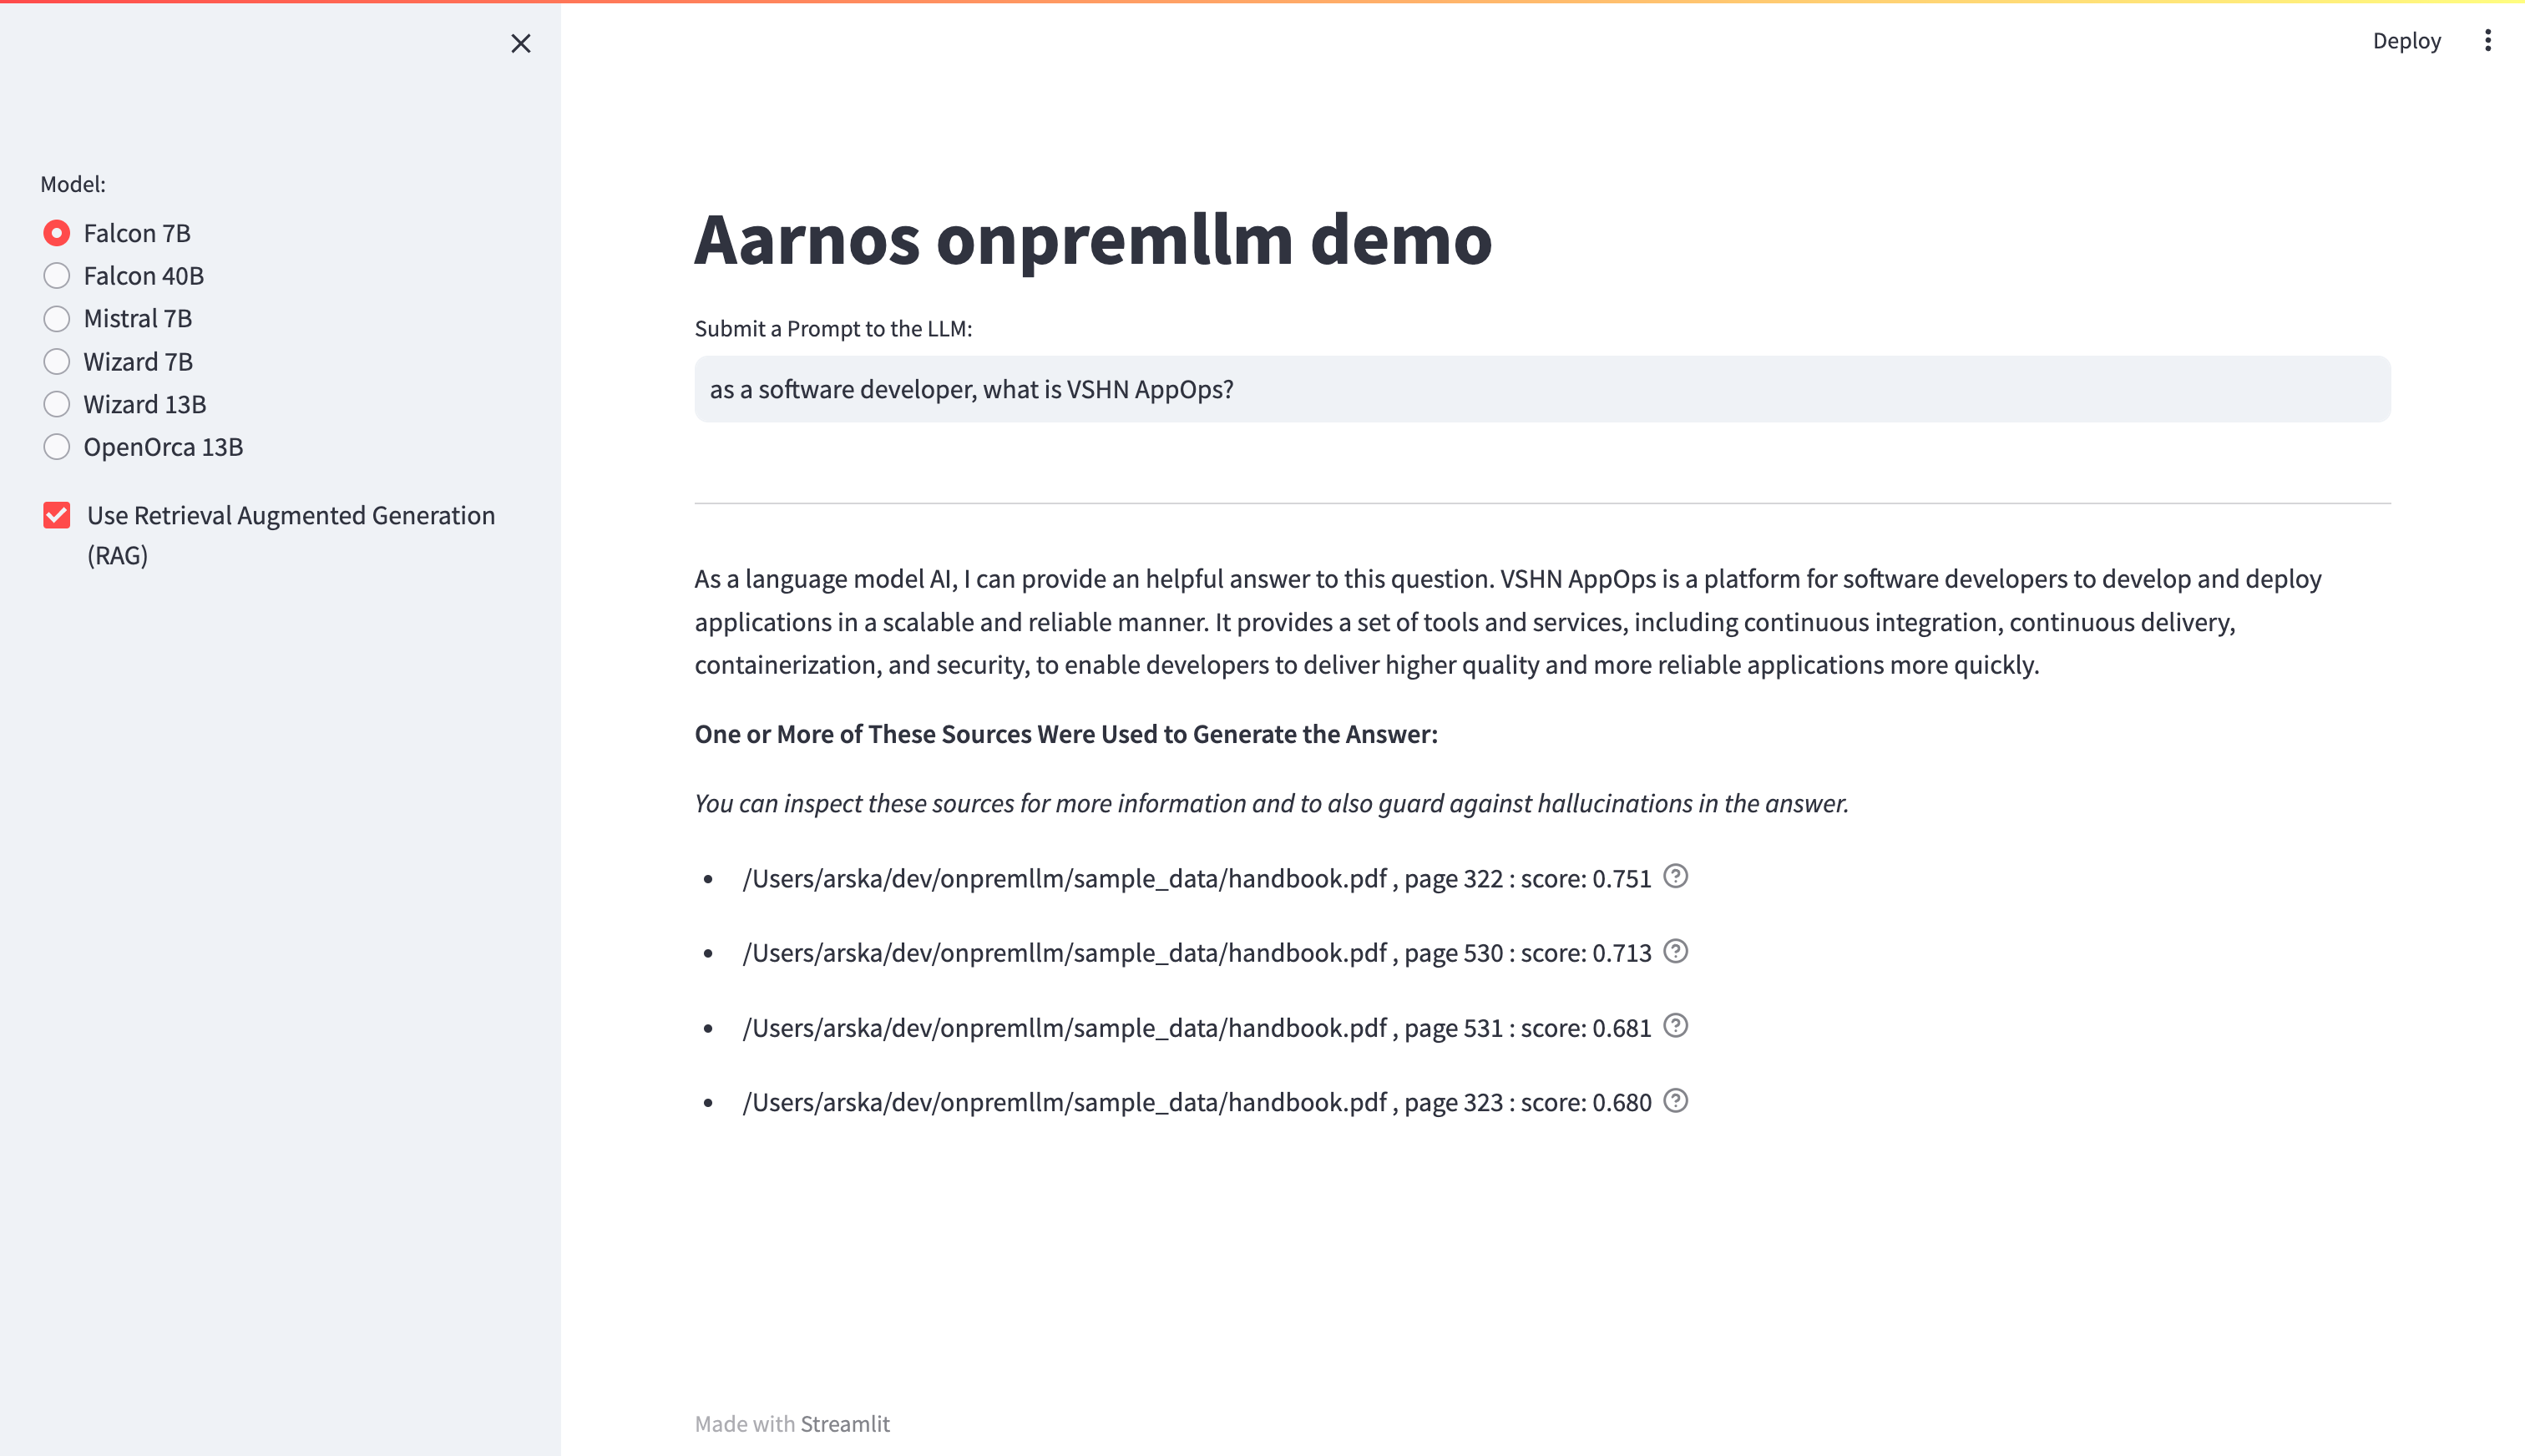 Deploy
Model:
Falcon 7B
Falcon 40B
Mistral 7B
Wizard 7B
Wizard 13B
OpenOrca 13B
Use Retrieval Augmented Generation
(RAG)
Aarnos onpremllm demo
Submit a Prompt to the LLM:
as a software developer, what is VSHN AppOps?
As a language model AI, I can provide an helpful answer to this question. VSHN AppOps is a platform for software developers to develop and deploy
applications in a scalable and reliable manner. It provides a set of tools and services, including continuous integration, continuous delivery,
containerization, and security, to enable developers to deliver higher quality and more reliable applications more quickly.
One or More of These Sources Were Used to Generate the Answer:
You can inspect these sources for more information and to also guard against hallucinations in the answer.
• /Users/arska/dev/onpremllm/sample_data/handbook.pdf , page 322 : score: 0.751
• /Users/arska/dev/onpremllm/sample_data/handbook.pdf , page 530 : score: 0.713
• /Users/arska/dev/onpremllm/sample_data/handbook.pdf , page 531 : score: 0.681
• /Users/arska/dev/onpremllm/sample_data/handbook.pdf , page 323 : score: 0.680
Made with Streamlit